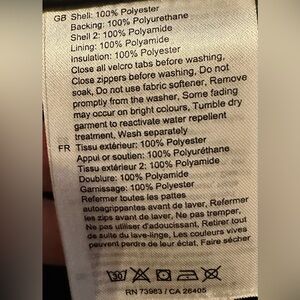 GB Shell: 100% Polyester
Backing: 100% Polyurethane
Shell 2: 100% Polyamide
Lining: 100% Polyamide
Insulation: 100% Polyester
Close all velcro tabs before washing,
Close zippers before washing, Do not
soak, Do not use fabric softener, Remove
promptly from the washer, Some fading
may occur on bright colours, Tumble dry
garment to reactivate water repellent
treatment, Wash separately
FR Tissu extérieur: 100% Polyester
Appui or soutien: 100% Polyuréthane
Tissu extérieur 2: 100% Polyamide
Doublure: 100% Polyamide
Garnissage: 100% Polyester
Refermer toutes les pattes
autoagrippantes avant de laver, Refermer
les zips avant de laver, Ne pas tremper,
Ne pas utiliser d'adoucissant, Retirer tout
de suite du lave-linge, Les couleurs vives
peuvent perdre de leur éclat. Faire sécher
30
RN 73983 / CA 26405